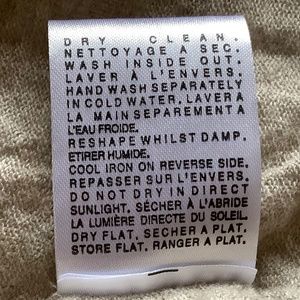 DRY CLEAN.
NETTOYAGE A SEC.
WASH INSIDE OUT.
LAVER À L'ENVERS.
HAND WASH SEPARATELY
IN COLD WATER, LAVER A
LA MAIN SEPAREMENT A
L'EAU FROIDE.
RESHAPE WHILST DAMP.
ETIRER HUMIDE.
COOL IRON ON REVERSE SIDE.
REPASSER SUR L'ENVERS.
DO NOT DRY IN DIRECT
SUNLIGHT, SÉCHER À L'ABRIDE
LA LUMIÈRE DIRECTE DU SOLEIL.
DRY FLAT, SECHER A PLAT.
STORE FLAT, RANGER A PLAT.